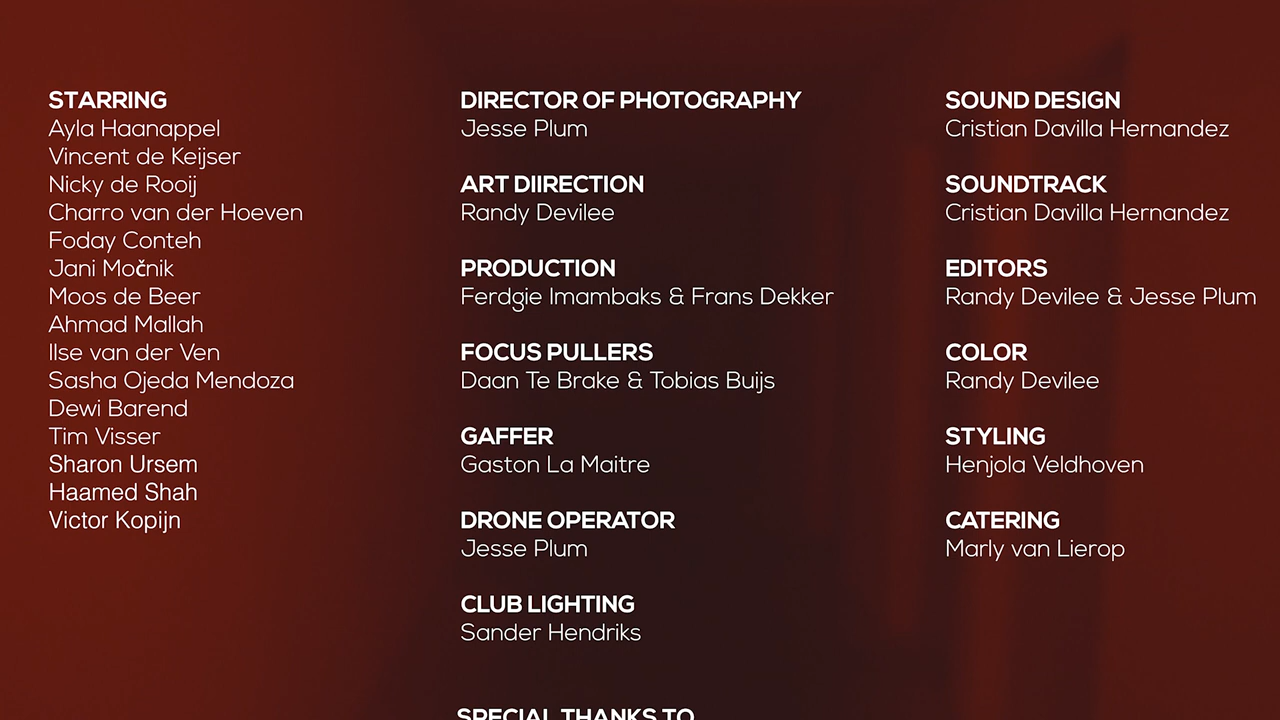 STARRING
Ayla Haanappel
Vincent de Keijser
Nicky de Rooij
Charro van der Hoeven
Foday Conteh
Jani Močnik
Moos de Beer
Ahmad Mallah
Ilse van der Ven
Sasha Ojeda Mendoza
Dewi Barend
Tim Visser
Sharon Ursem
Haamed Shah
Victor Kopijn
DIRECTOR OF PHOTOGRAPHY
Jesse Plum
ART DIIRECTION
Randy Devilee
PRODUCTION
Ferdgie Imambaks & Frans Dekker
FOCUS PULLERS
Daan Te Brake & Tobias Buijs
GAFFER
Gaston La Maitre
DRONE OPERATOR
Jesse Plum
CLUB LIGHTING
Sander Hendriks
SPECIAL THANKS TO
SOUND DESIGN
Cristian Davilla Hernandez
SOUNDTRACK
Cristian Davilla Hernandez
EDITORS
Randy Devilee & Jesse Plum
COLOR
Randy Devilee
STYLING
Henjola Veldhoven
CATERING
Marly van Lierop